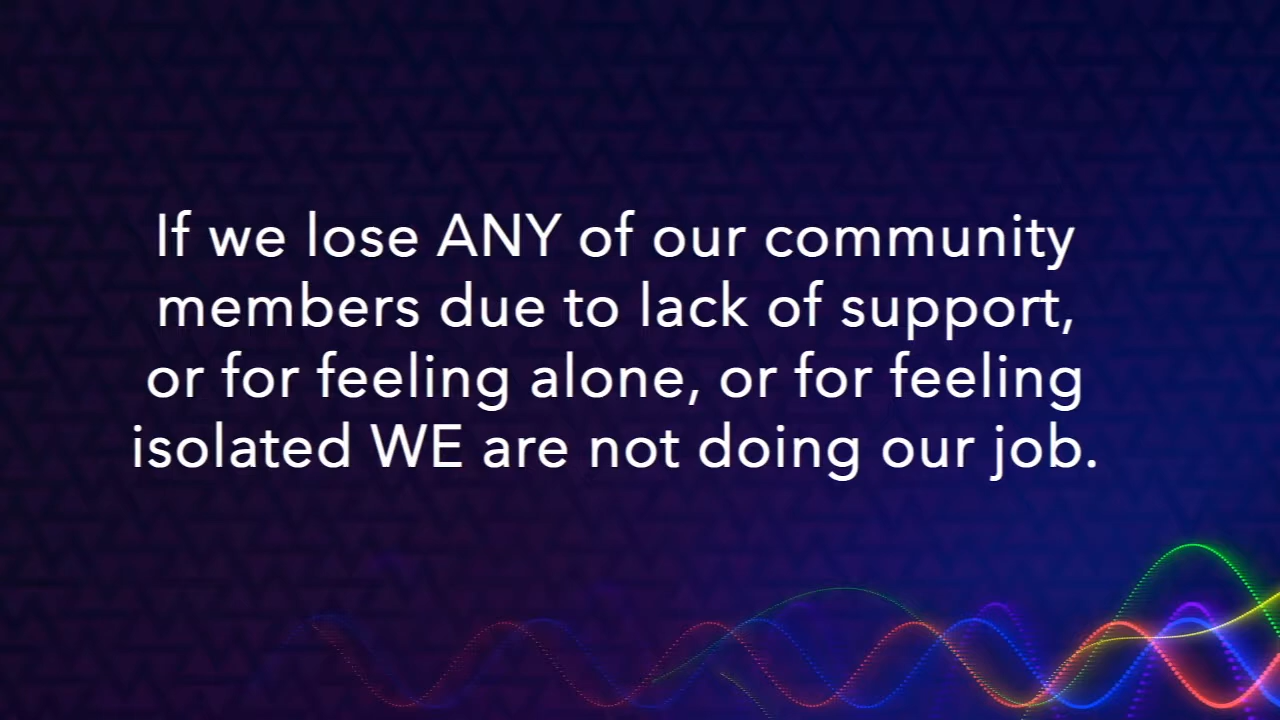 If we lose ANY of our community
members due to lack of support,
or for feeling alone, or for feeling
isolated WE are not doing our job.